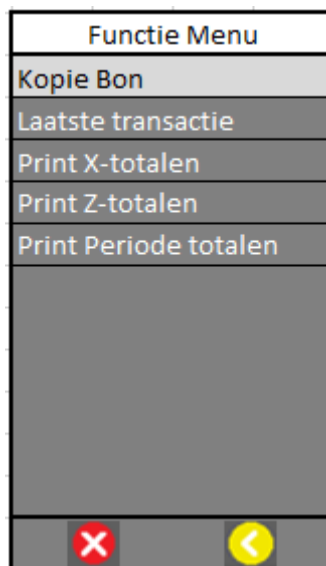 Functie Menu
Kopie Bon
Laatste transactie
Print X-totalen
Print Z-totalen
Print Periode totalen